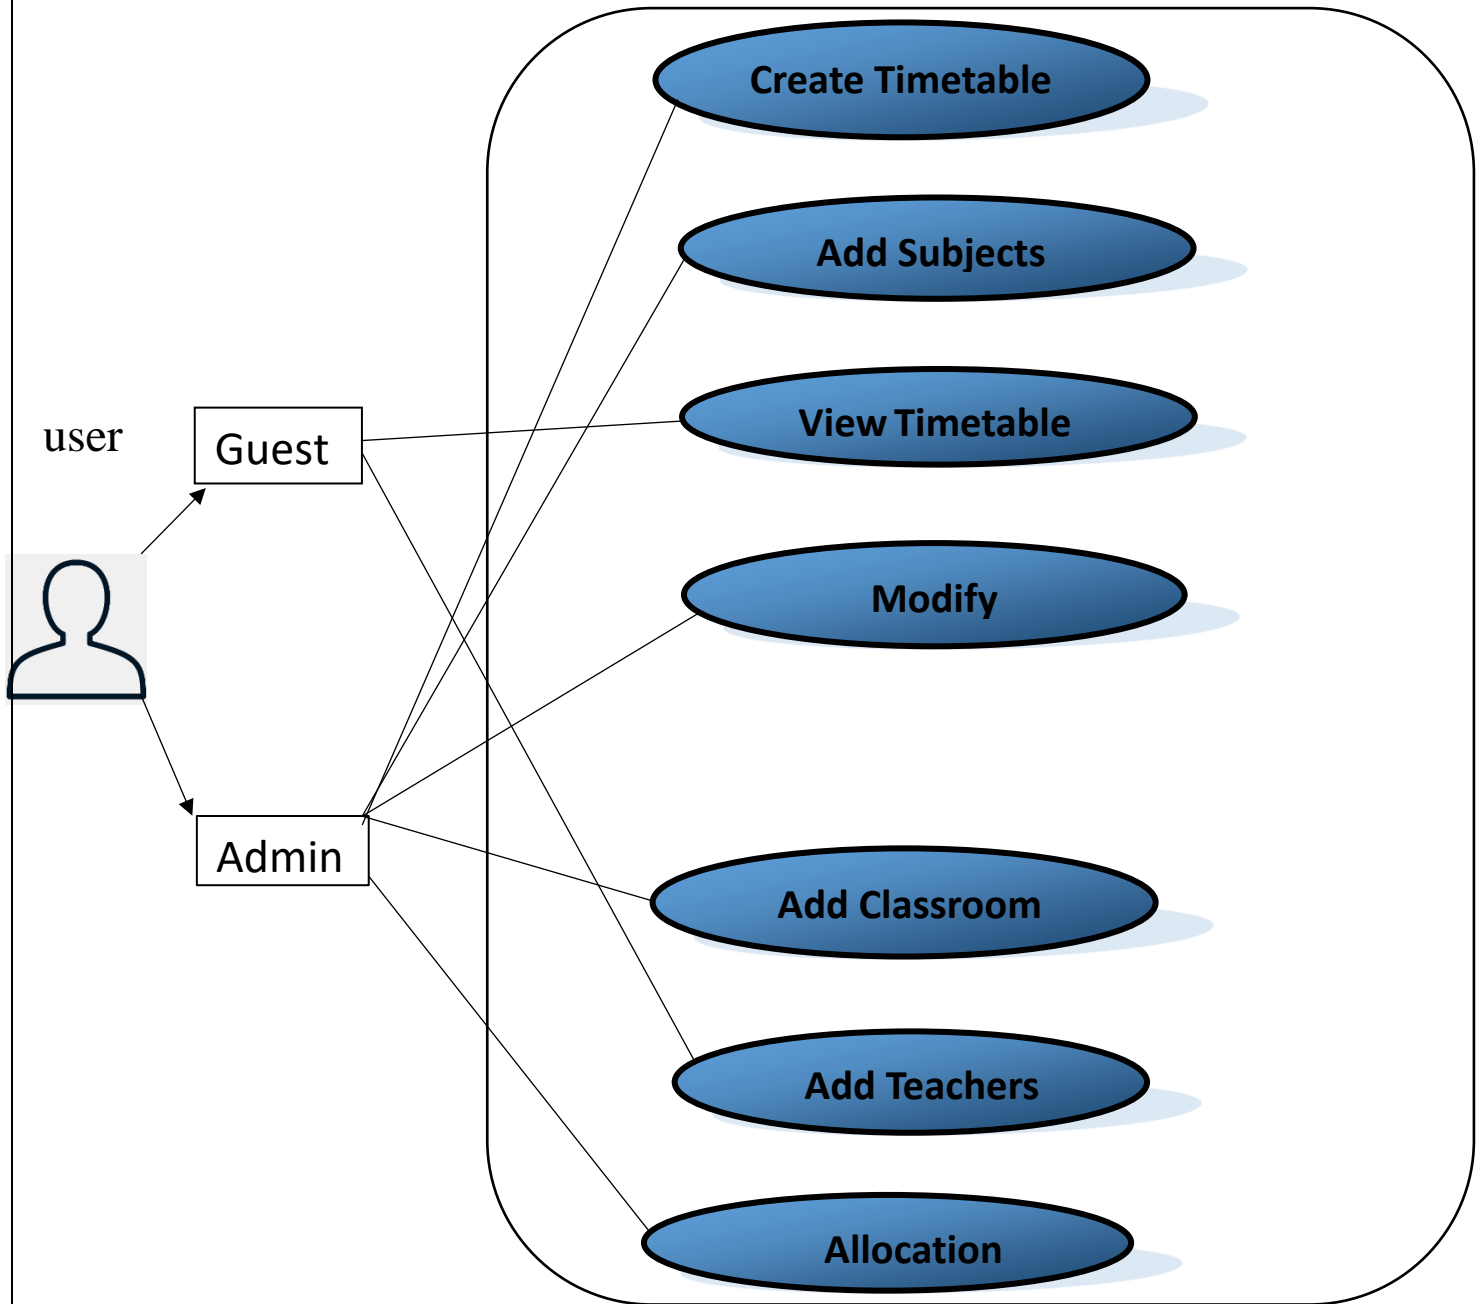 Create Timetable
Add Subjects
View Timetable
user
Guest
Modify
Admin
Add Classroom
Add Teachers
Allocation